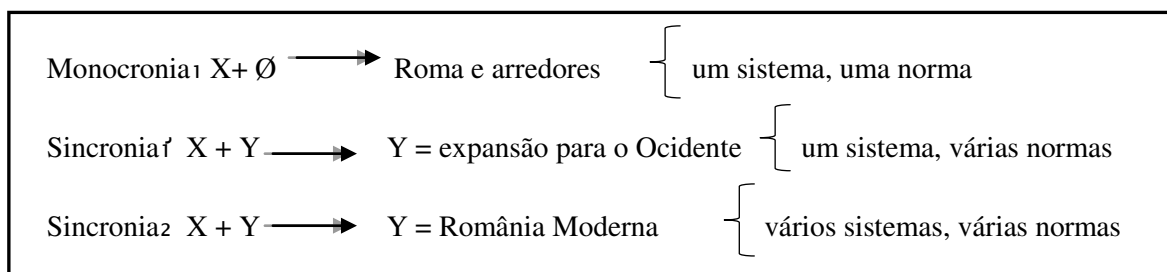 Monocronia₁ X+ Ø Roma e arredores um sistema, uma norma
Sincronia₁' X + Y Y = expansão para o Ocidente um sistema, várias normas
Sincronia₂ X + Y Y = România Moderna vários sistemas, várias normas